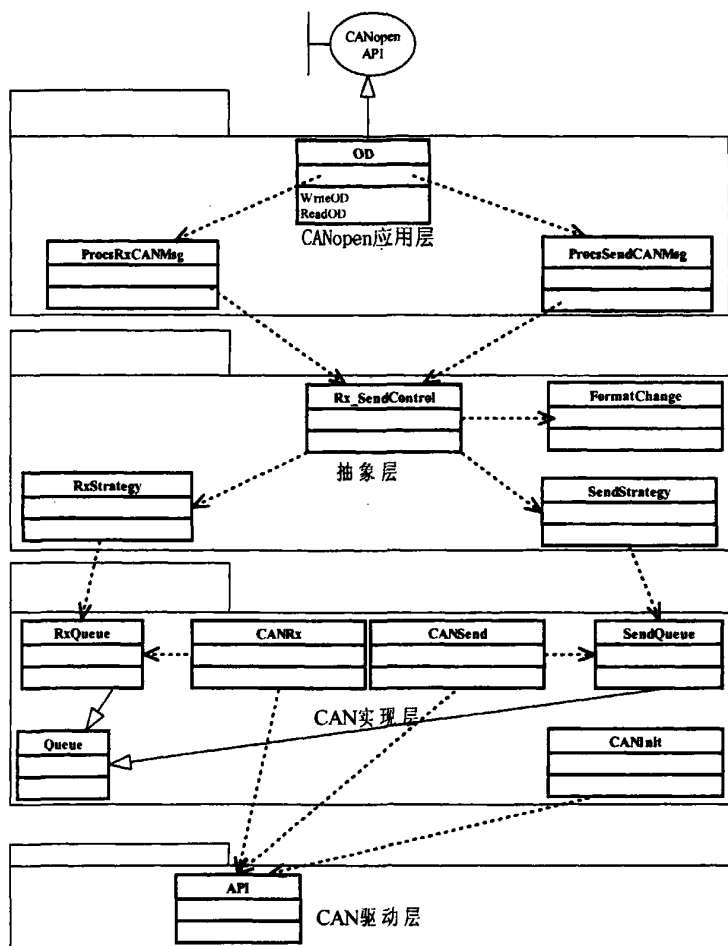 CANopen
API
OD
WriteOD
ReadOD
CANopen应用层
ProcsRxCANMsg
ProcsSendCANMsg
Rx_SendControl
FormatChange
抽象层
RxStrategy
SendStrategy
RxQueue
CANRx
CANSend
SendQueue
CAN实现层
Queue
CANInit
API
CAN驱动层